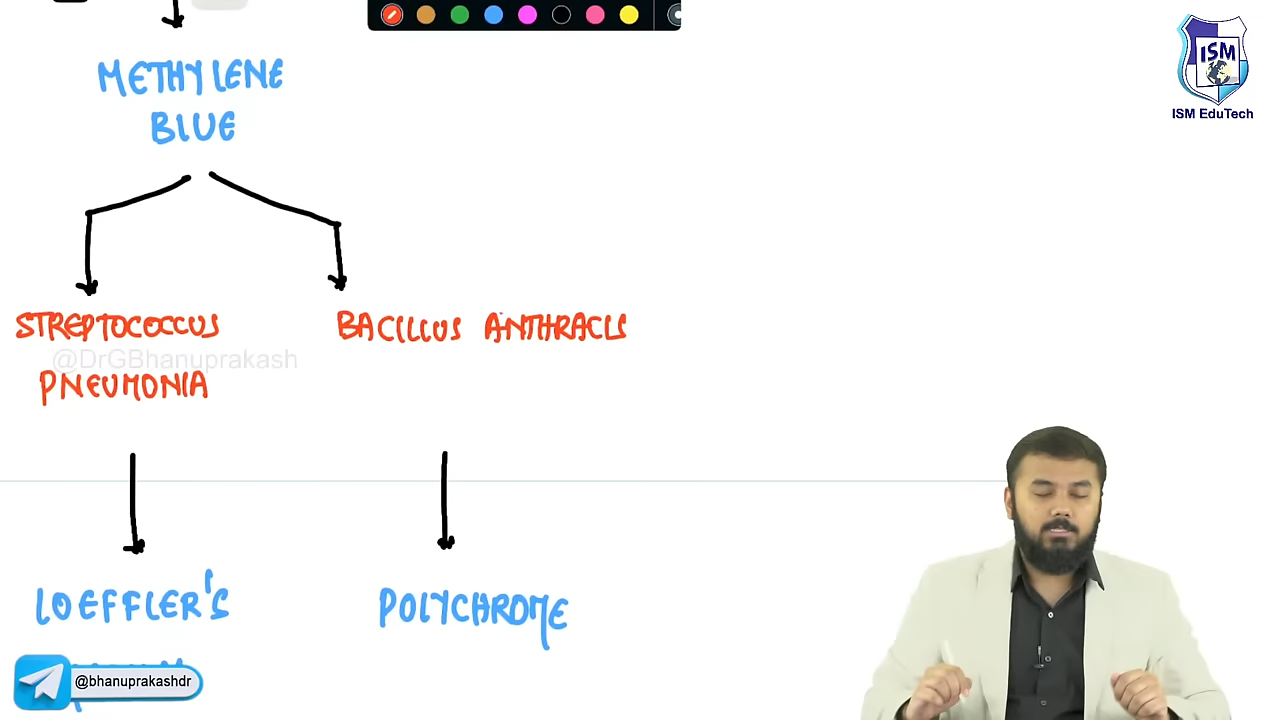 METHYLENE
BLUE
ISM
ISM EduTech
STREPTOCOCCUS
PNEUMONIA
BACILLUS ANTHRACIS
@DrGBhanuprakash
LOEFFLER'S
POLYCHROME
@bhanuprakashdr